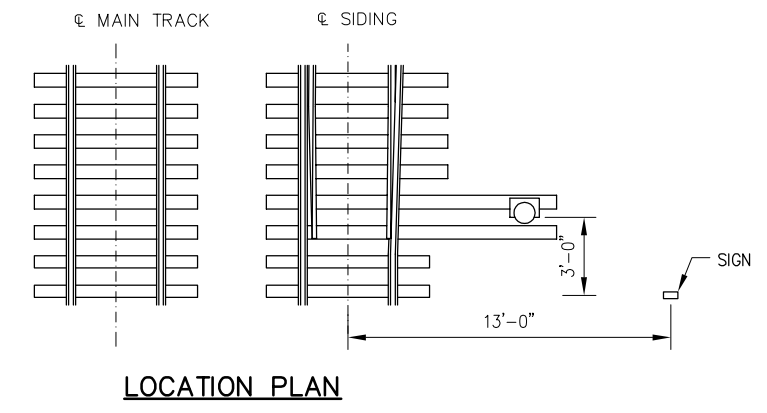 ℄ MAIN TRACK
℄ SIDING
3'-0"
SIGN
13'-0"
LOCATION PLAN